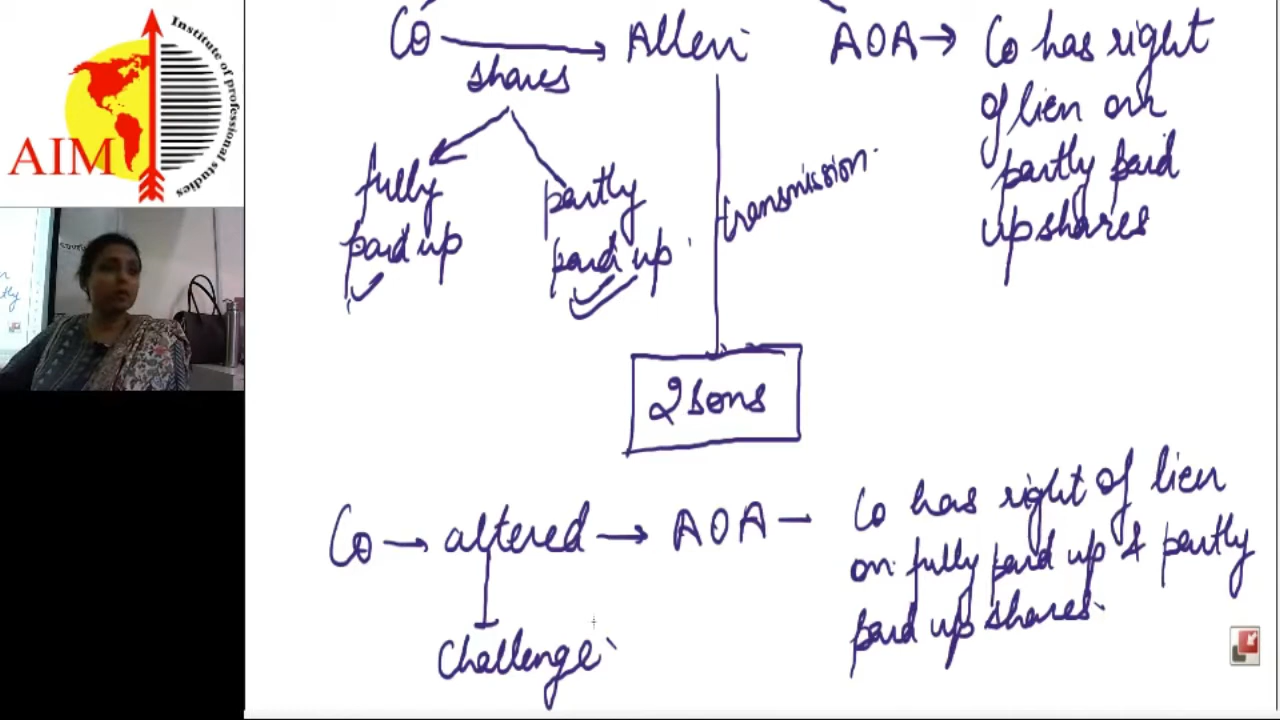 Institute of professional studies
AIM
Co → Allen
shares
AOA → Co has right
of lien on
partly paid
up shares
fully
paid up
partly
paid up
transmission
2 sons
Co → altered → AOA – Co has right of lien
on fully paid up & partly
paid up shares
challenge